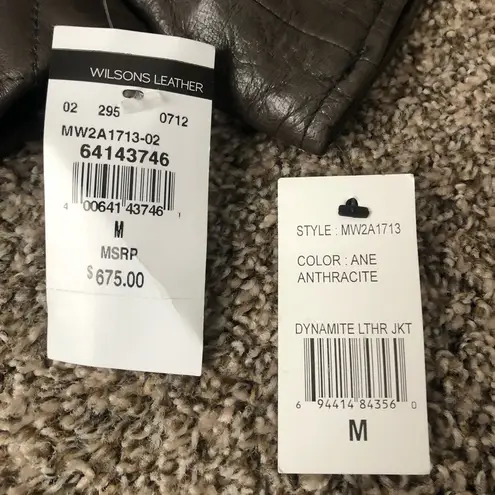 WILSONS LEATHER
02 295 0712
MW2A1713-02
64143746
4 00641 43746 1
M
MSRP
$675.00
STYLE : MW2A1713
COLOR : ANE
ANTHRACITE
DYNAMITE LTHR JKT
6 94414 84356 0
M